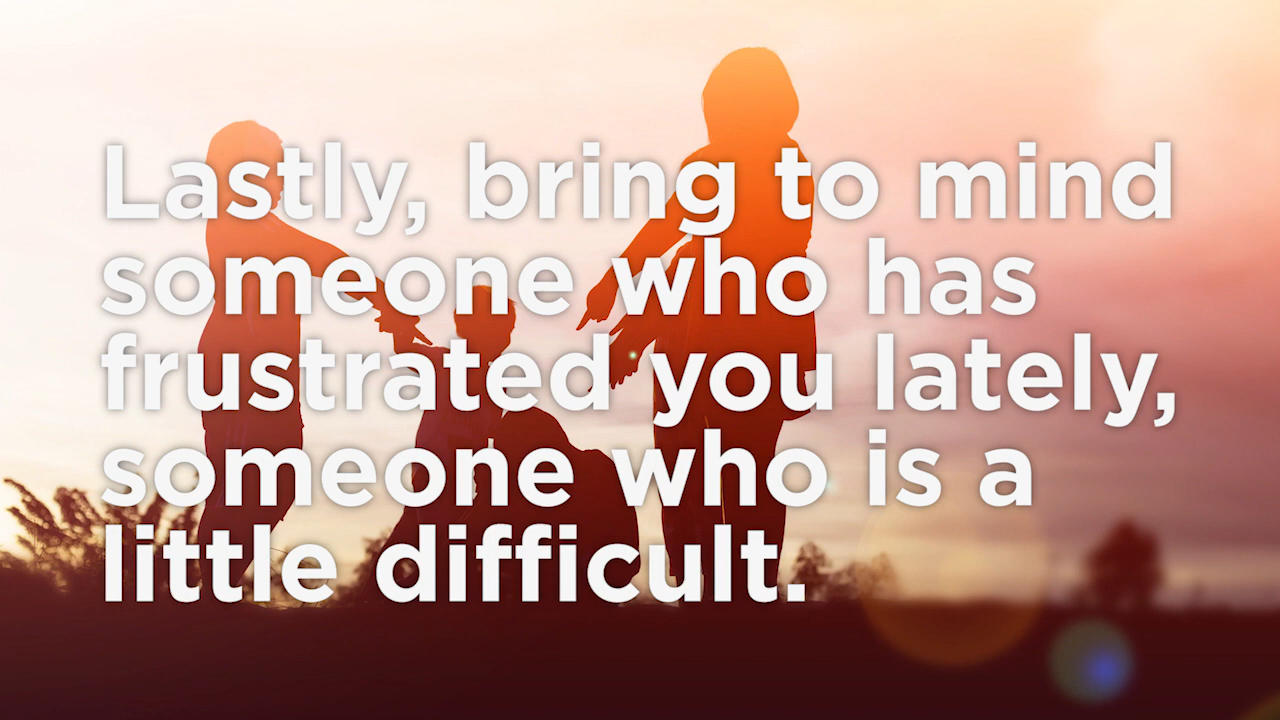 Lastly, bring to mind
someone who has
frustrated you lately,
someone who is a
little difficult.